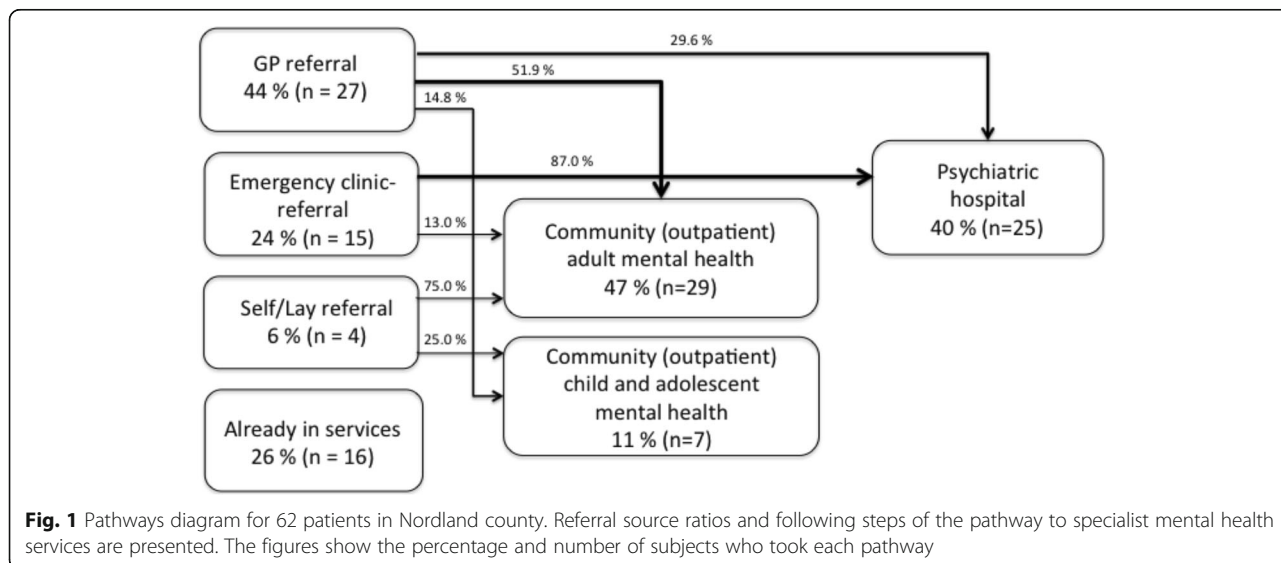 GP referral
44 % (n = 27)
29.6 %
51.9 %
14.8 %
Emergency clinic-
referral
24 % (n = 15)
87.0 %
13.0 %
Psychiatric
hospital
40 % (n=25)
Community (outpatient)
adult mental health
47 % (n=29)
Self/Lay referral
6 % (n = 4)
75.0 %
25.0 %
Community (outpatient)
child and adolescent
mental health
11 % (n=7)
Already in services
26 % (n = 16)
Fig. 1 Pathways diagram for 62 patients in Nordland county. Referral source ratios and following steps of the pathway to specialist mental health
services are presented. The figures show the percentage and number of subjects who took each pathway